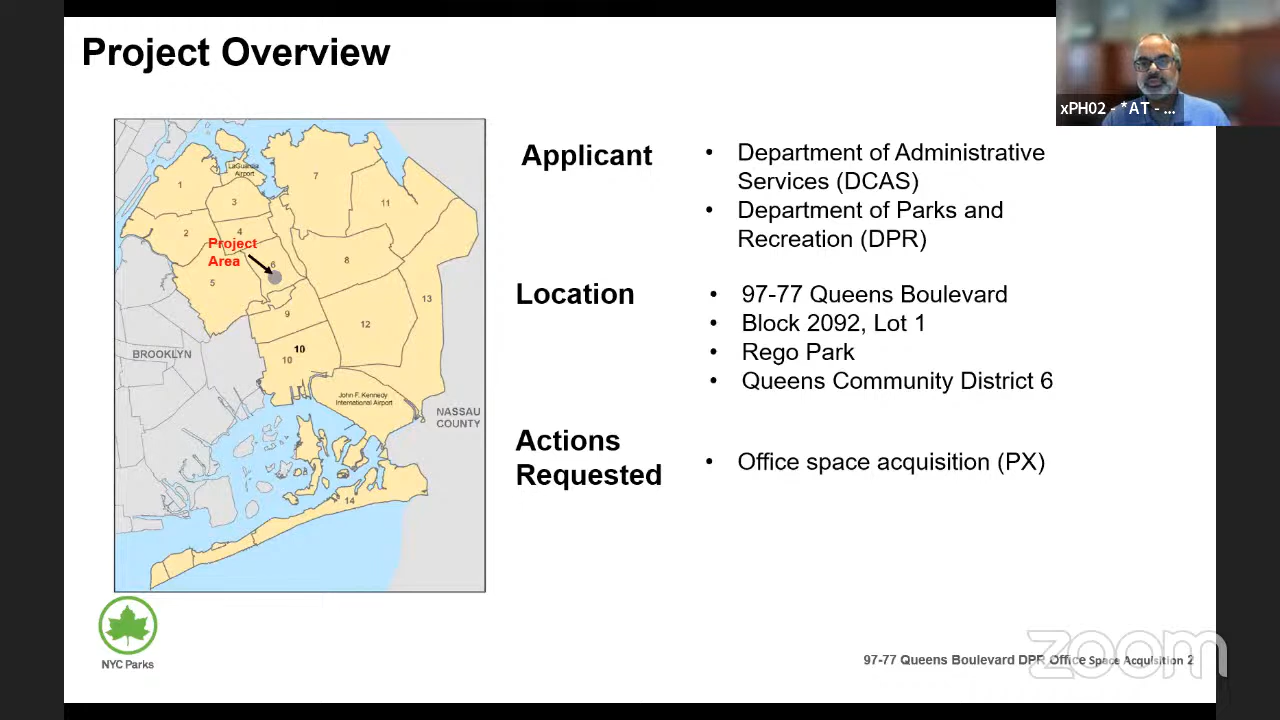 Project Overview
xPH02 - *AT - ...
LaGuardia
Airport
1
7
3
11
2
4
Project
Area
6
8
5
13
9
12
10
BROOKLYN
10
John F. Kennedy
International Airport
NASSAU
COUNTY
14
Applicant
• Department of Administrative
Services (DCAS)
• Department of Parks and
Recreation (DPR)
Location
• 97-77 Queens Boulevard
• Block 2092, Lot 1
• Rego Park
• Queens Community District 6
Actions
Requested
• Office space acquisition (PX)
NYC Parks
97-77 Queens Boulevard DPR Office Space Acquisition 2
zoom